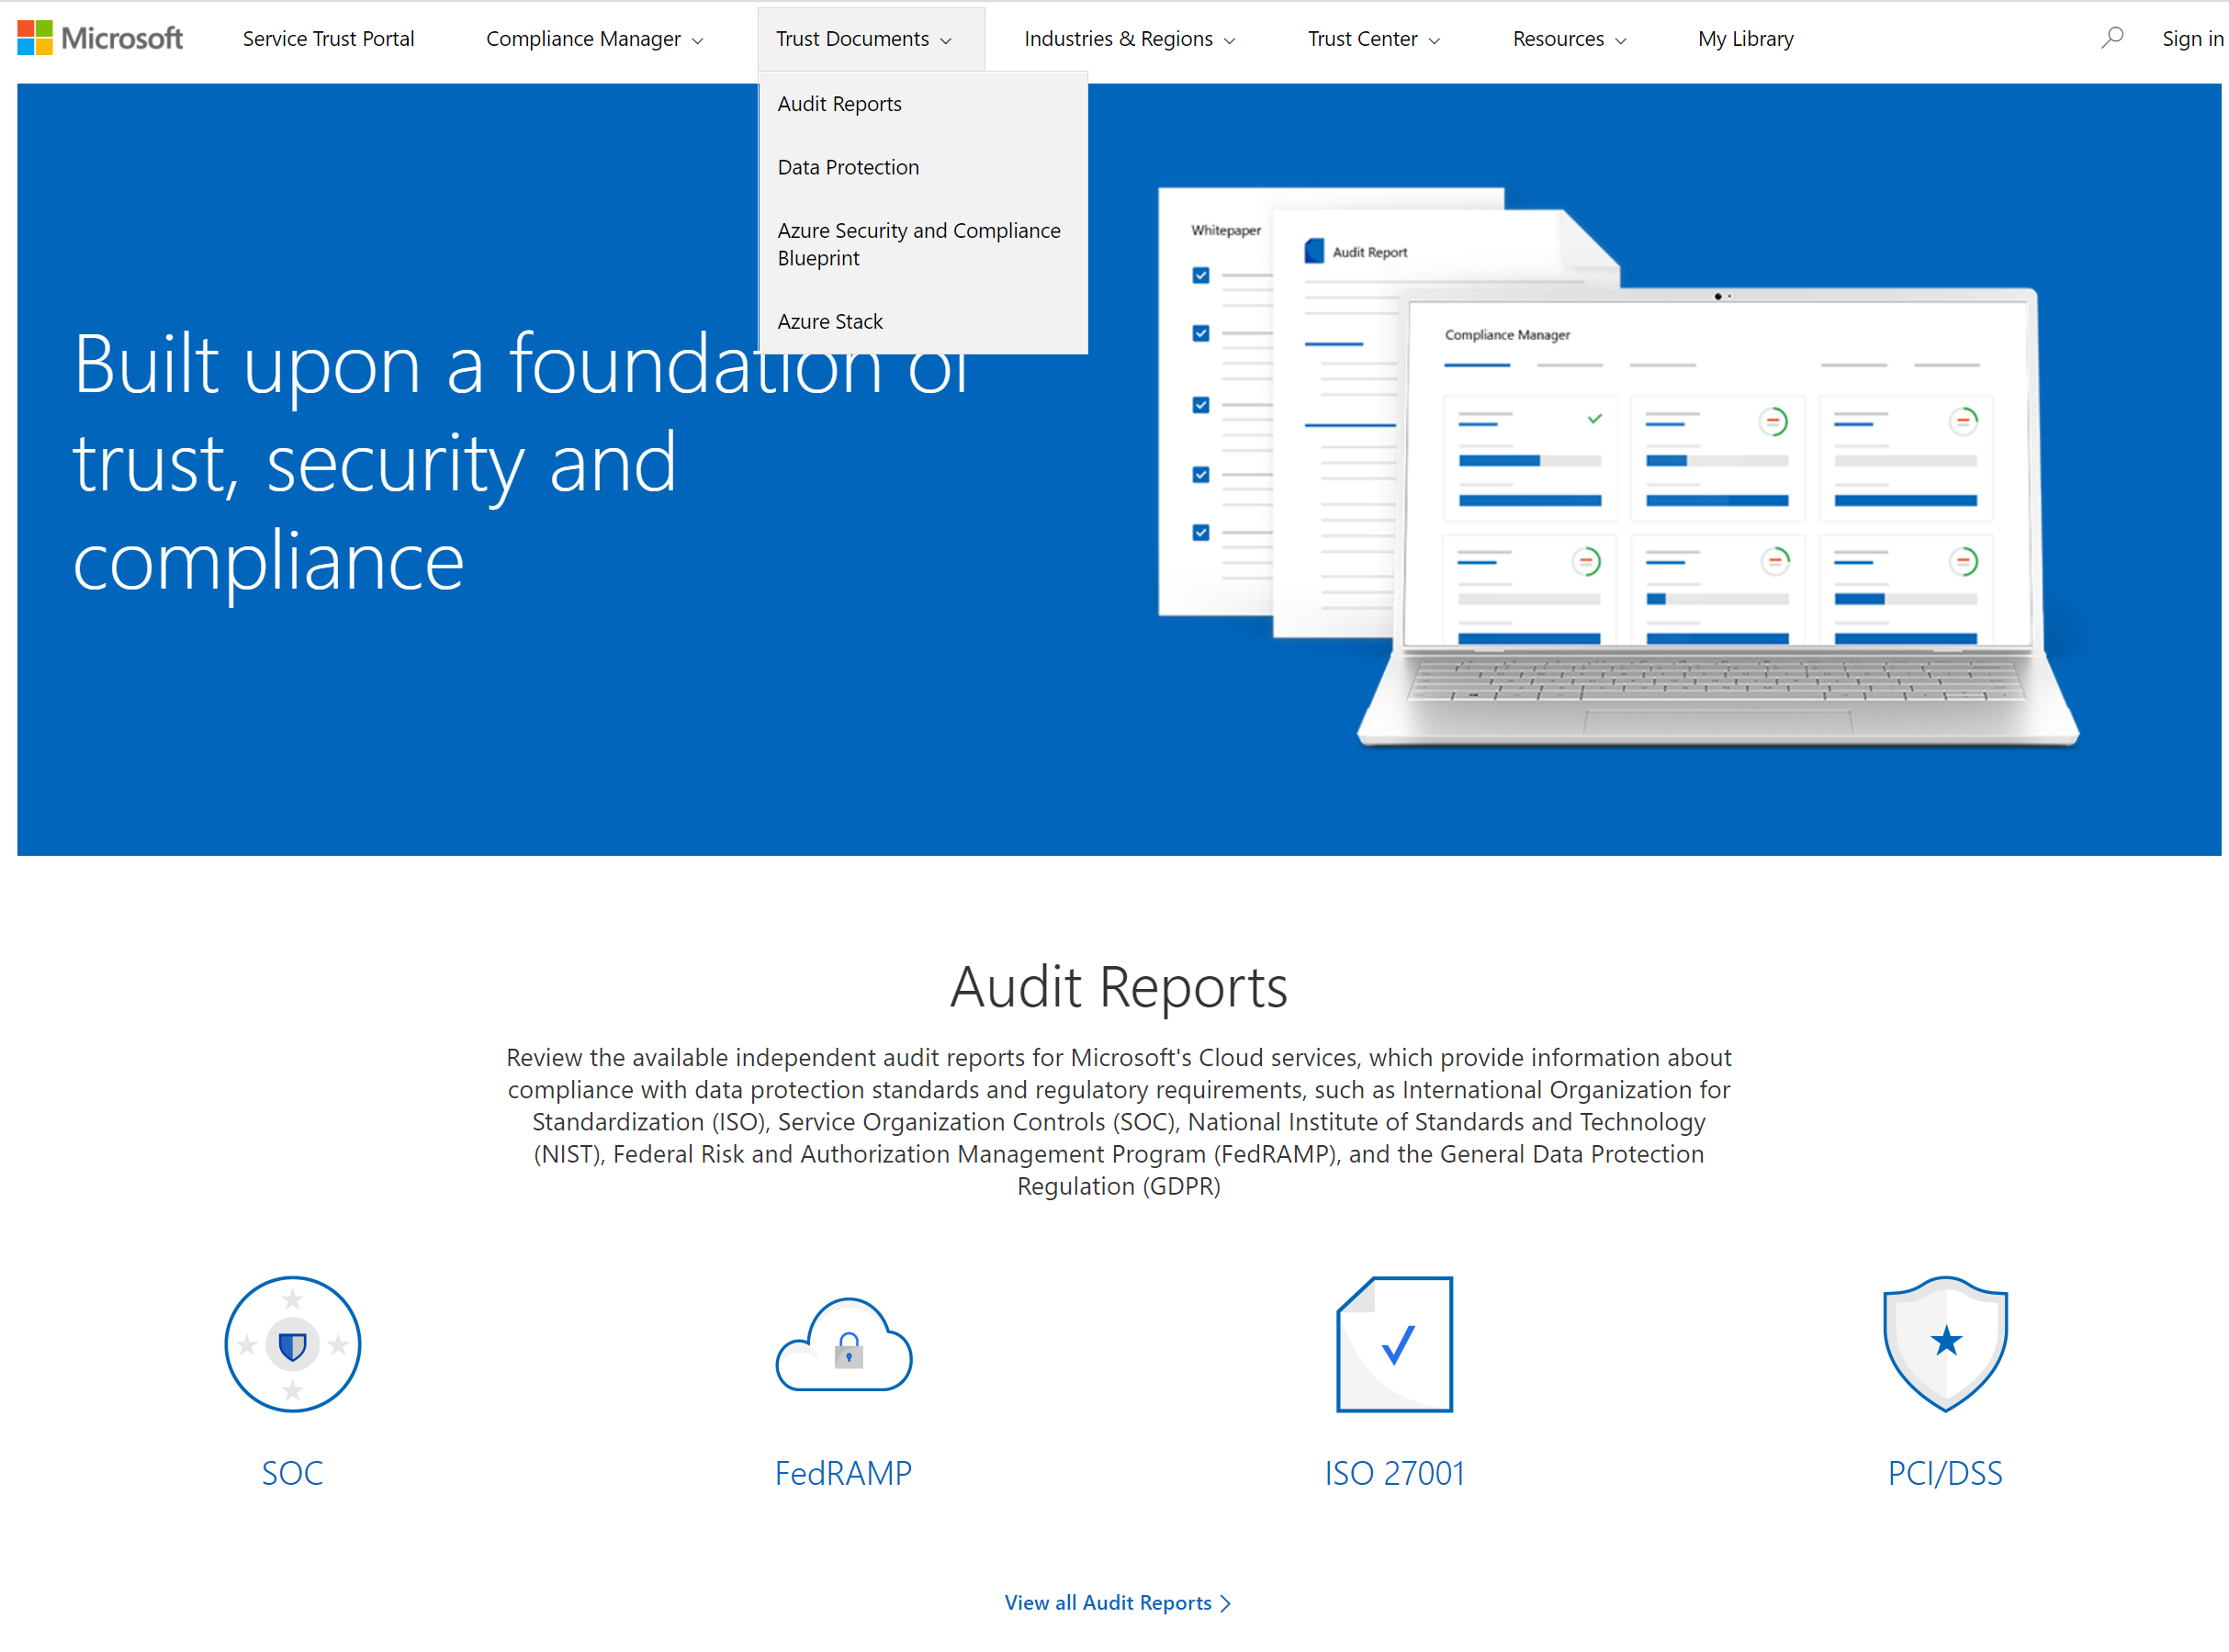 Microsoft
Service Trust Portal
Compliance Manager
Trust Documents
Industries & Regions
Trust Center
Resources
My Library
Sign in
Audit Reports
Data Protection
Azure Security and Compliance
Blueprint
Azure Stack
Built upon a foundation of
trust, security and
compliance
Whitepaper
Audit Report
Compliance Manager
Audit Reports
Review the available independent audit reports for Microsoft's Cloud services, which provide information about
compliance with data protection standards and regulatory requirements, such as International Organization for
Standardization (ISO), Service Organization Controls (SOC), National Institute of Standards and Technology
(NIST), Federal Risk and Authorization Management Program (FedRAMP), and the General Data Protection
Regulation (GDPR)
SOC
FedRAMP
ISO 27001
PCI/DSS
View all Audit Reports